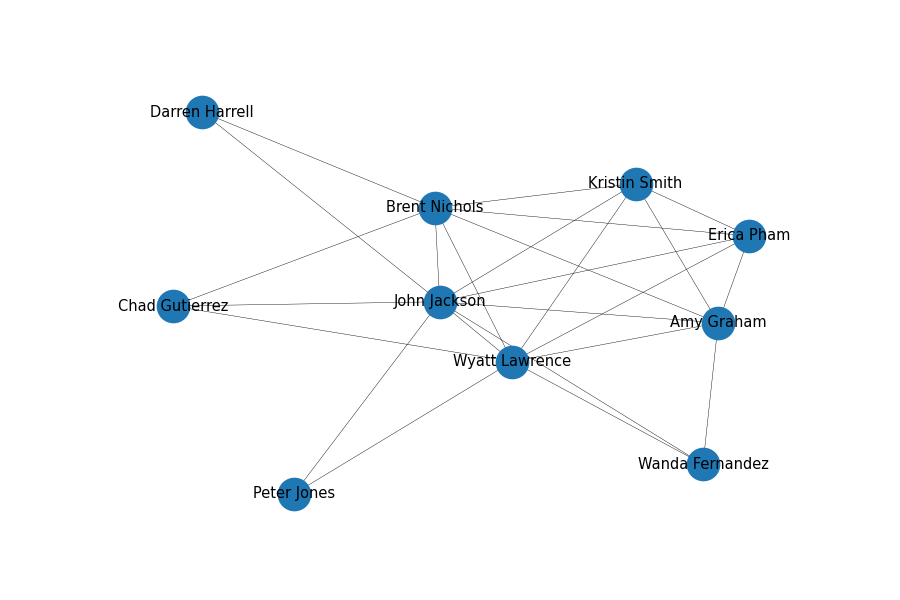 Darren Harrell
Kristin Smith
Brent Nichols
Erica Pham
John Jackson
Chad Gutierrez
Amy Graham
Wyatt Lawrence
Wanda Fernandez
Peter Jones